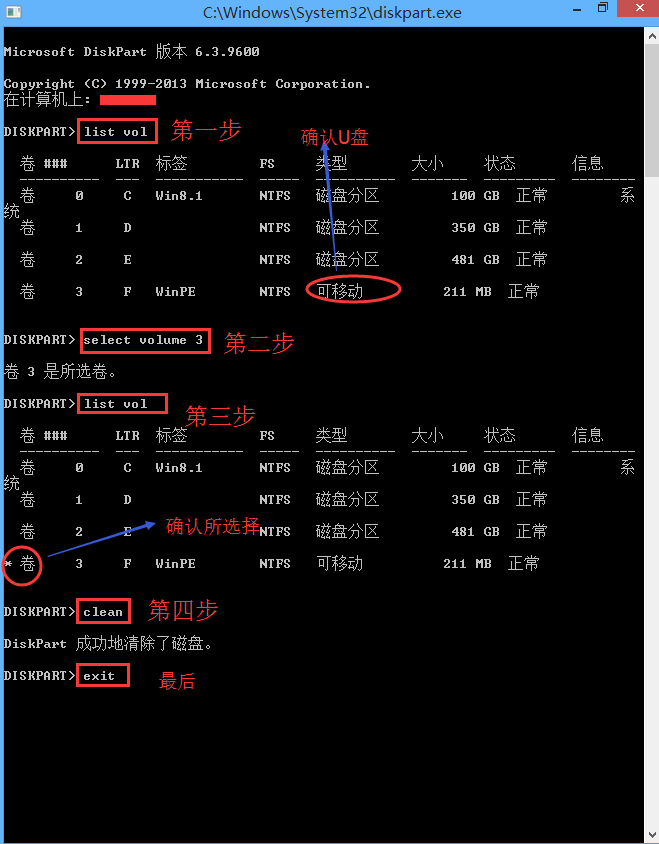 C:\Windows\System32\diskpart.exe
Microsoft DiskPart 版本 6.3.9600
Copyright (C) 1999-2013 Microsoft Corporation.
在计算机上：
DISKPART> list vol 第一步 确认U盘
卷 ### LTR 标签 FS 类型 大小 状态 信息
---------- --- ----------- ----- ---------- ------- --------- --------
卷 0 C Win8.1 NTFS 磁盘分区 100 GB 正常 系
统
卷 1 D NTFS 磁盘分区 350 GB 正常
卷 2 E NTFS 磁盘分区 481 GB 正常
卷 3 F WinPE NTFS 可移动 211 MB 正常
DISKPART> select volume 3 第二步
卷 3 是所选卷。
DISKPART> list vol 第三步
卷 ### LTR 标签 FS 类型 大小 状态 信息
---------- --- ----------- ----- ---------- ------- --------- --------
卷 0 C Win8.1 NTFS 磁盘分区 100 GB 正常 系
统
卷 1 D NTFS 磁盘分区 350 GB 正常
确认所选择
卷 2 E NTFS 磁盘分区 481 GB 正常
* 卷 3 F WinPE NTFS 可移动 211 MB 正常
DISKPART> clean 第四步
DiskPart 成功地清除了磁盘。
DISKPART> exit 最后